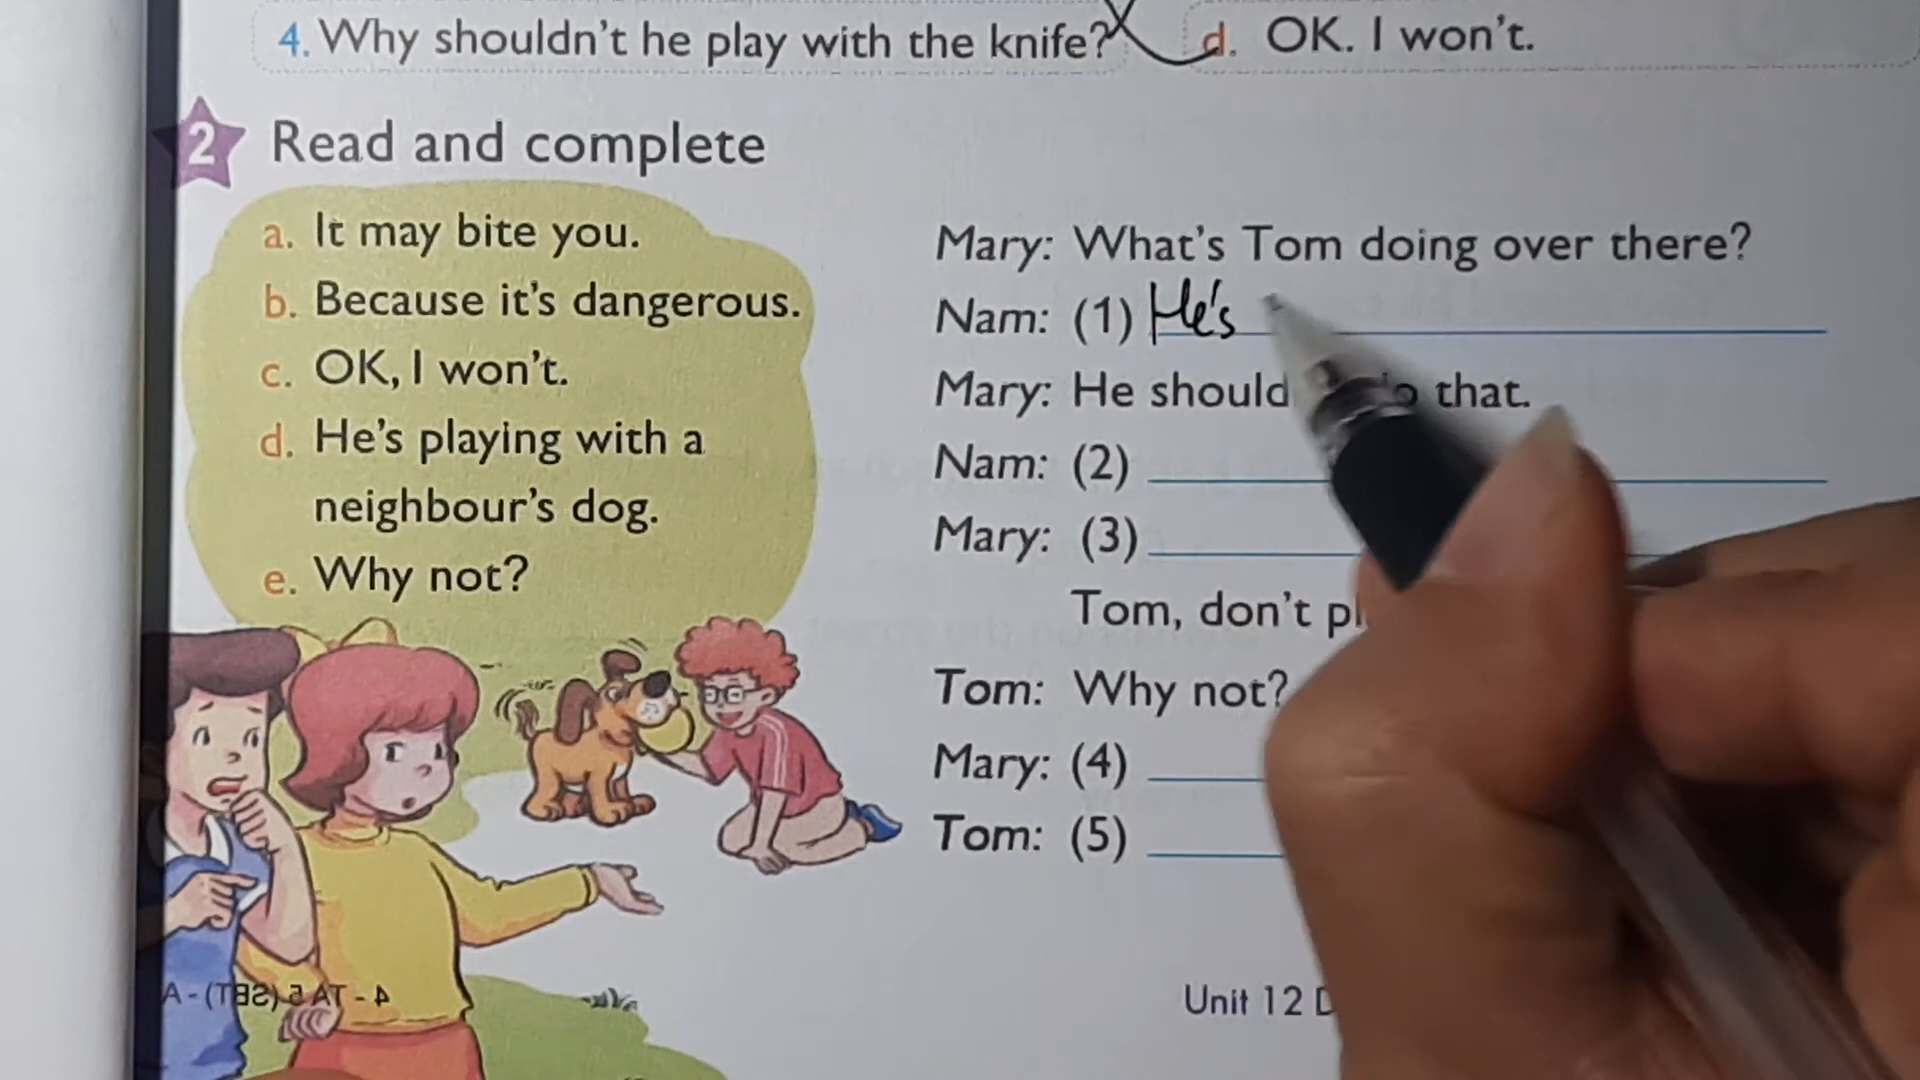 4. Why shouldn't he play with the knife?
d. OK. I won't.
2 Read and complete
a. It may bite you.
b. Because it's dangerous.
c. OK, I won't.
d. He's playing with a
neighbour's dog.
e. Why not?
Mary: What's Tom doing over there?
Nam: (1) He's
Mary: He should that.
Nam: (2)
Mary: (3)
Tom, don't
Tom: Why not?
Mary: (4)
Tom: (5)
Unit 12